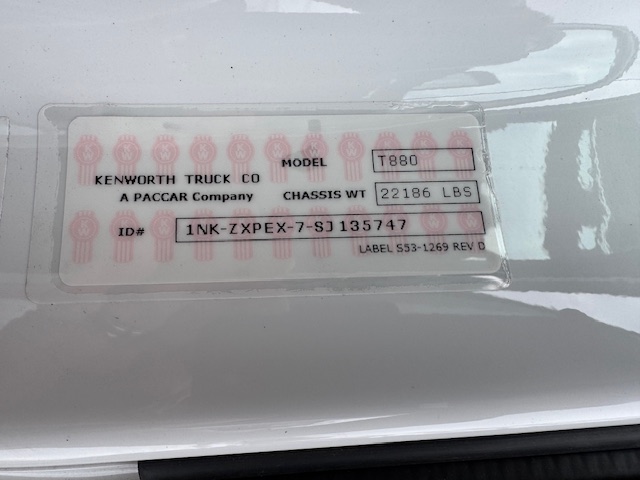 KENWORTH TRUCK CO
A PACCAR Company
MODEL T880
CHASSIS WT 22186 LBS
ID# 1NK-ZXPEX-7-SJ135747
LABEL S53-1269 REV D